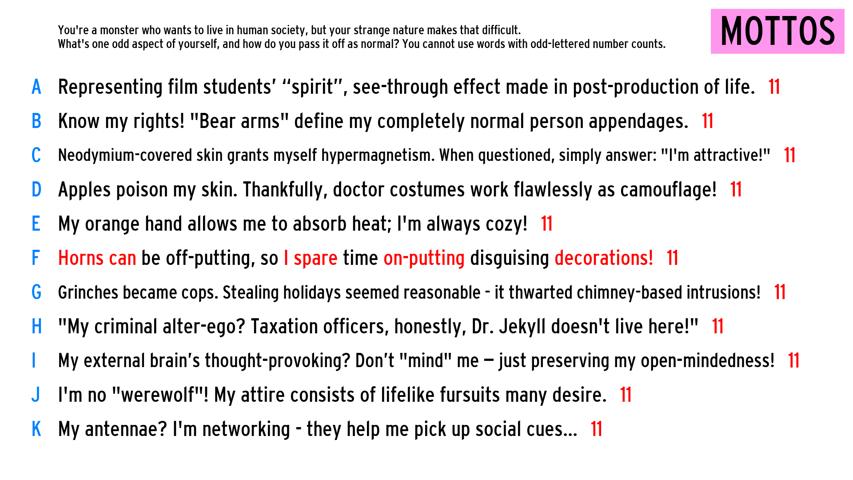 You're a monster who wants to live in human society, but your strange nature makes that difficult.
What's one odd aspect of yourself, and how do you pass it off as normal? You cannot use words with odd-lettered number counts.
MOTTOS
A Representing film students’ “spirit”, see-through effect made in post-production of life. 11
B Know my rights! "Bear arms" define my completely normal person appendages. 11
C Neodymium-covered skin grants myself hypermagnetism. When questioned, simply answer: "I'm attractive!" 11
D Apples poison my skin. Thankfully, doctor costumes work flawlessly as camouflage! 11
E My orange hand allows me to absorb heat; I'm always cozy! 11
F Horns can be off-putting, so I spare time on-putting disguising decorations! 11
G Grinches became cops. Stealing holidays seemed reasonable - it thwarted chimney-based intrusions! 11
H "My criminal alter-ego? Taxation officers, honestly, Dr. Jekyll doesn't live here!" 11
I My external brain’s thought-provoking? Don’t "mind" me – just preserving my open-mindedness! 11
J I'm no "werewolf"! My attire consists of lifelike fursuits many desire. 11
K My antennae? I'm networking - they help me pick up social cues... 11